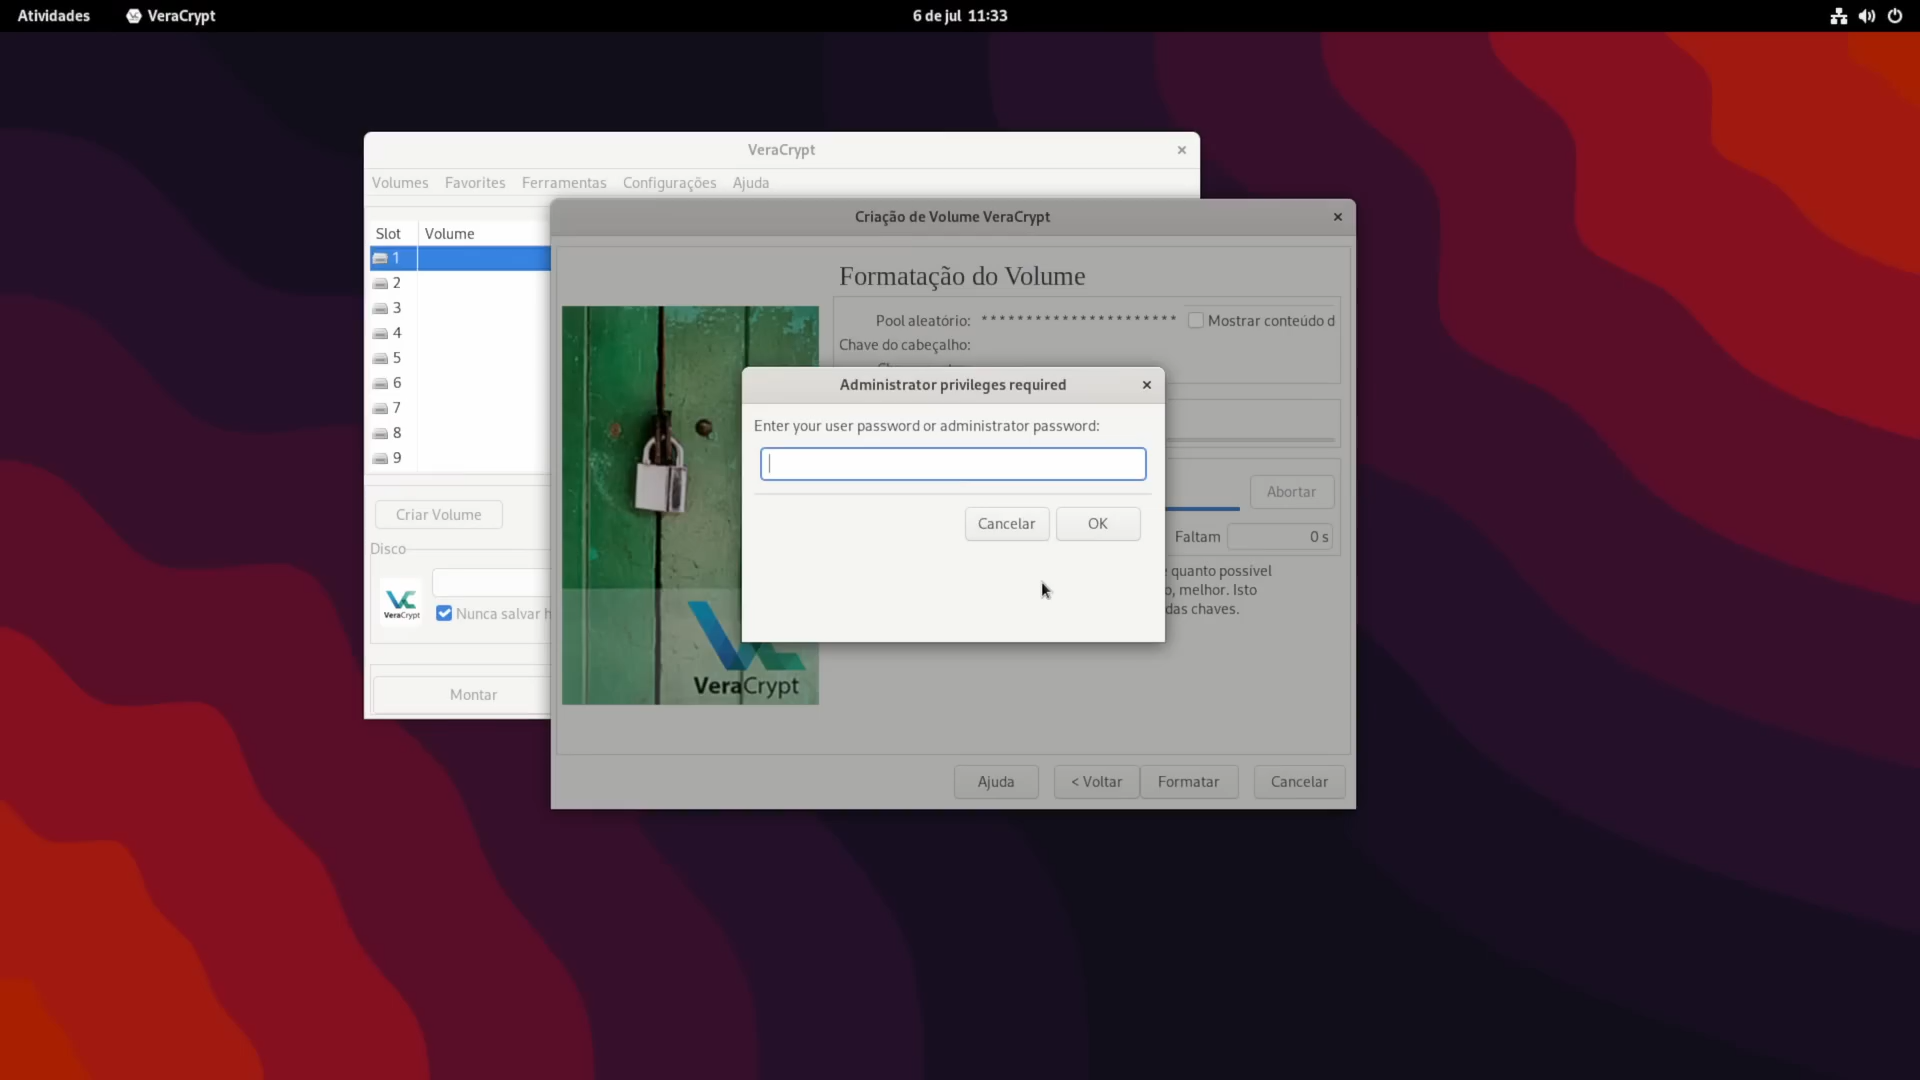 Atividades
VeraCrypt
6 de jul 11:33
VeraCrypt
Volumes Favorites Ferramentas Configurações Ajuda
Slot Volume
1
2
3
4
5
6
7
8
9
Criar Volume
Disco
VeraCrypt
Nunca salvar h
Montar
Criação de Volume VeraCrypt
Formatação do Volume
Pool aleatório: ********************** Mostrar conteúdo d
Chave do cabeçalho:
Abortar
Faltam 0 s
quanto possível
o, melhor. Isto
das chaves.
VeraCrypt
Ajuda < Voltar Formatar Cancelar
Administrator privileges required
Enter your user password or administrator password:
Cancelar OK